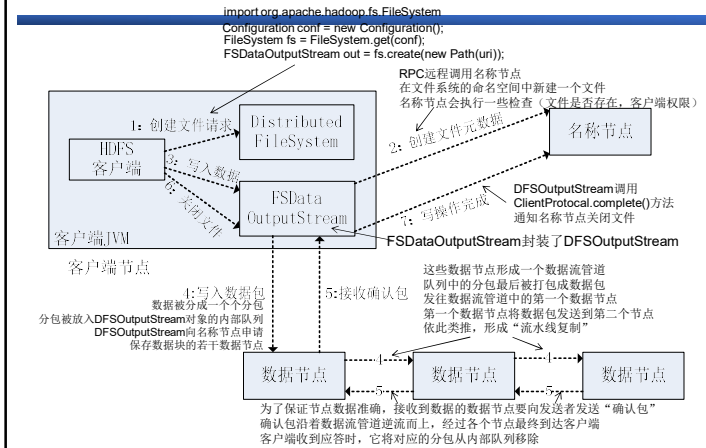 import org.apache.hadoop.fs.FileSystem
Configuration conf = new Configuration();
FileSystem fs = FileSystem.get(conf);
FSDataOutputStream out = fs.create(new Path(uri));
RPC远程调用名称节点
在文件系统的命名空间中新建一个文件
名称节点会执行一些检查（文件是否存在，客户端权限）
1: 创建文件请求
Distributed
FileSystem
HDFS
客户端
2: 创建文件元数据
名称节点
3: 写入数据
6: 关闭文件
FSData
OutputStream
7: 写操作完成
DFSOutputStream调用
ClientProtocal.complete()方法
通知名称节点关闭文件
客户端JVM
FSDataOutputStream封装了DFSOutputStream
客户端节点
4:写入数据包
数据被分成一个个分包
分包被放入DFSOutputStream对象的内部队列
DFSOutputStream向名称节点申请
保存数据块的若干数据节点
5:接收确认包
这些数据节点形成一个数据流管道
队列中的分包最后被打包成数据包
发往数据流管道中的第一个数据节点
第一个数据节点将数据包发送到第二个节点
依此类推，形成“流水线复制”
数据节点
4
5
数据节点
4
5
数据节点
为了保证节点数据准确，接收到数据的数据节点要向发送者发送“确认包”
确认包沿着数据流管道逆流而上，经过各个节点最终到达客户端
客户端收到应答时，它将对应的分包从内部队列移除